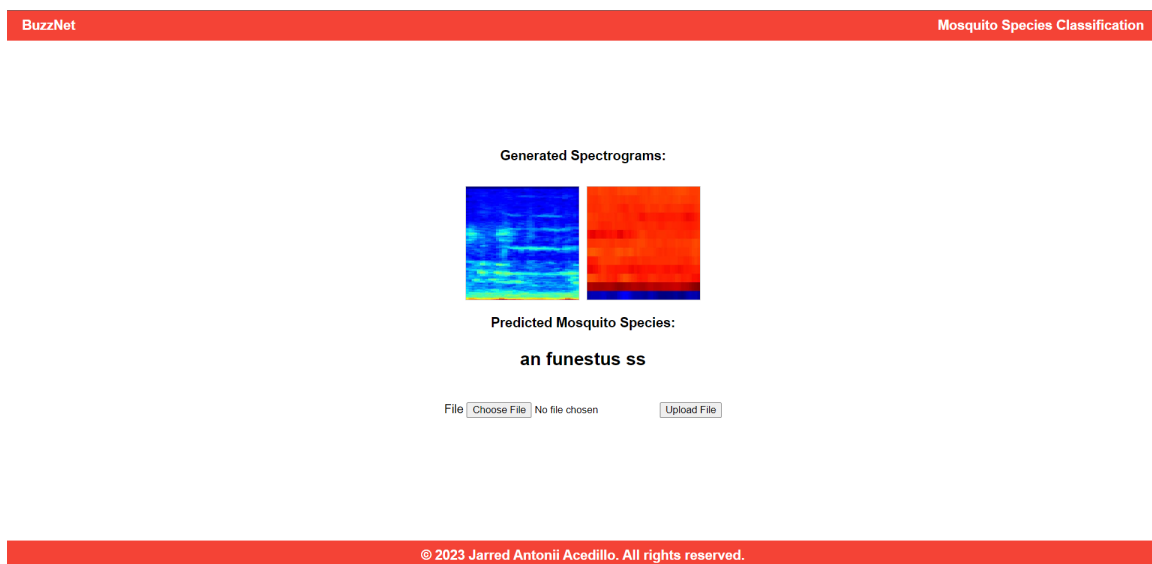 BuzzNet Mosquito Species Classification
Generated Spectrograms:
Predicted Mosquito Species:
an funestus ss
File Choose File No file chosen Upload File
© 2023 Jarred Antonii Acedillo. All rights reserved.